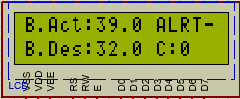 B.Act:39.0 ALRT-
B.Des:32.0 C:0
LCD
VSS VDD VEE RS RW E D0 D1 D2 D3 D4 D5 D6 D7